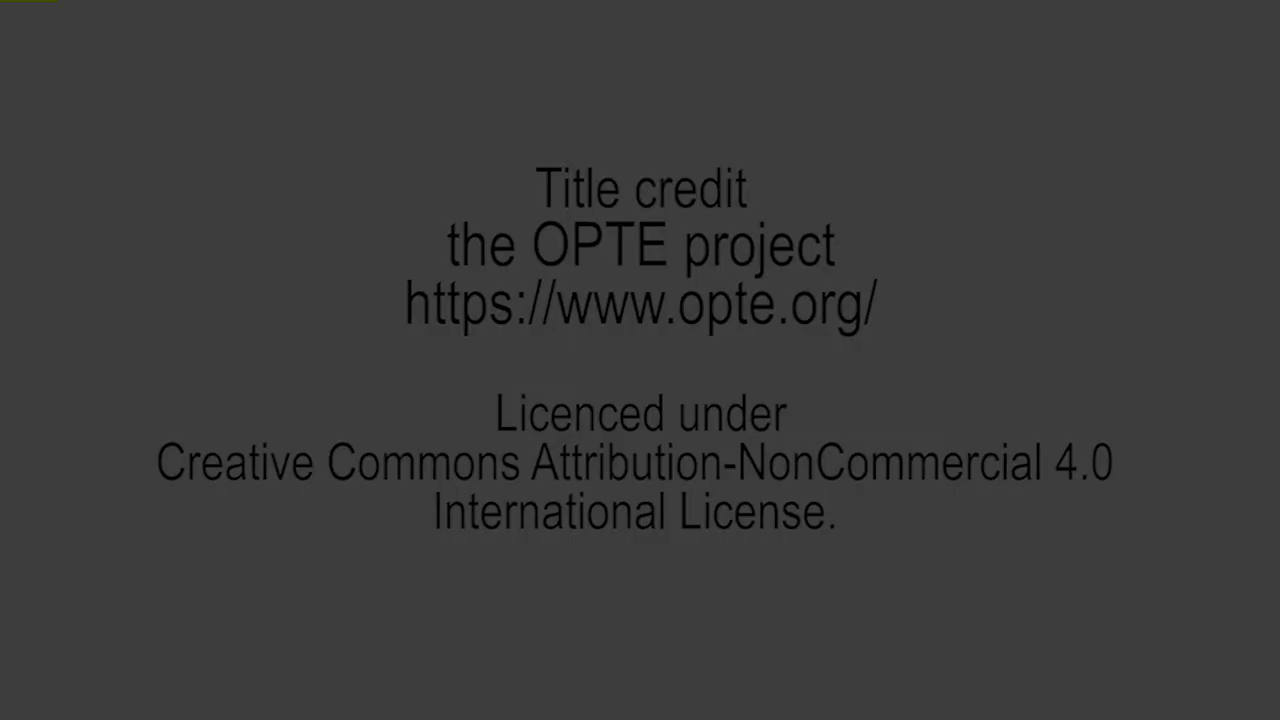 Title credit
the OPTE project
https://www.opte.org/
Licenced under
Creative Commons Attribution-NonCommercial 4.0
International License.